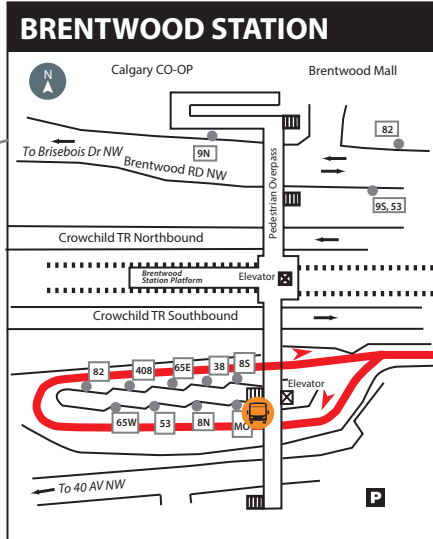 BRENTWOOD STATION
N
Calgary CO-OP
Brentwood Mall
82
To Brisebois Dr NW
9N
Brentwood RD NW
Pedestrian Overpass
9S, 53
Crowchild TR Northbound
Brentwood
Station Platform
Elevator
Crowchild TR Southbound
82
408
65E
38
8S
Elevator
65W
53
8N
MO
To 40 AV NW
P